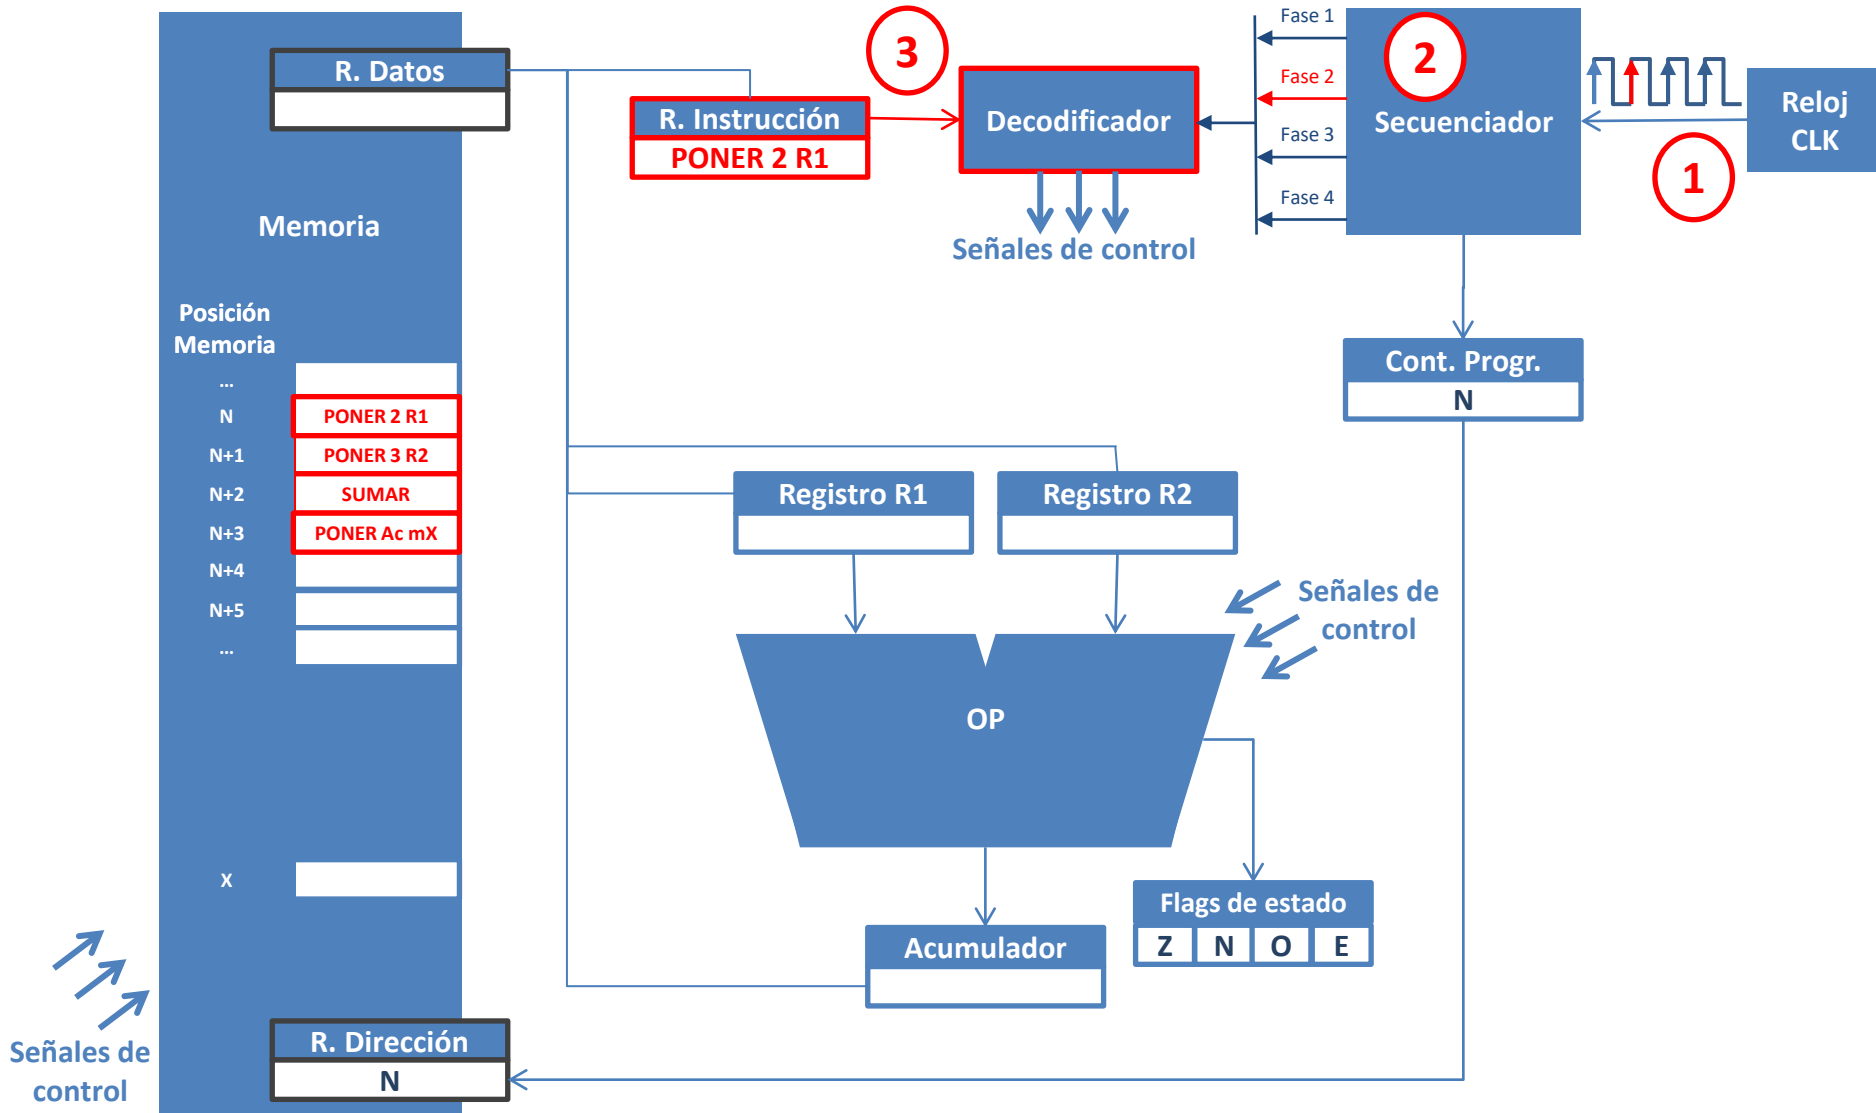 R. Datos
R. Instrucción
PONER 2 R1
3
Decodificador
Señales de control
Fase 1
Fase 2
Fase 3
Fase 4
2
Secuenciador
1
Reloj
CLK
Memoria
Posición
Memoria
...
N
PONER 2 R1
N+1
PONER 3 R2
N+2
SUMAR
N+3
PONER Ac mX
N+4
N+5
...
X
Cont. Progr.
N
Registro R1
Registro R2
Señales de
control
OP
Flags de estado
Z N O E
Acumulador
Señales de
control
R. Dirección
N